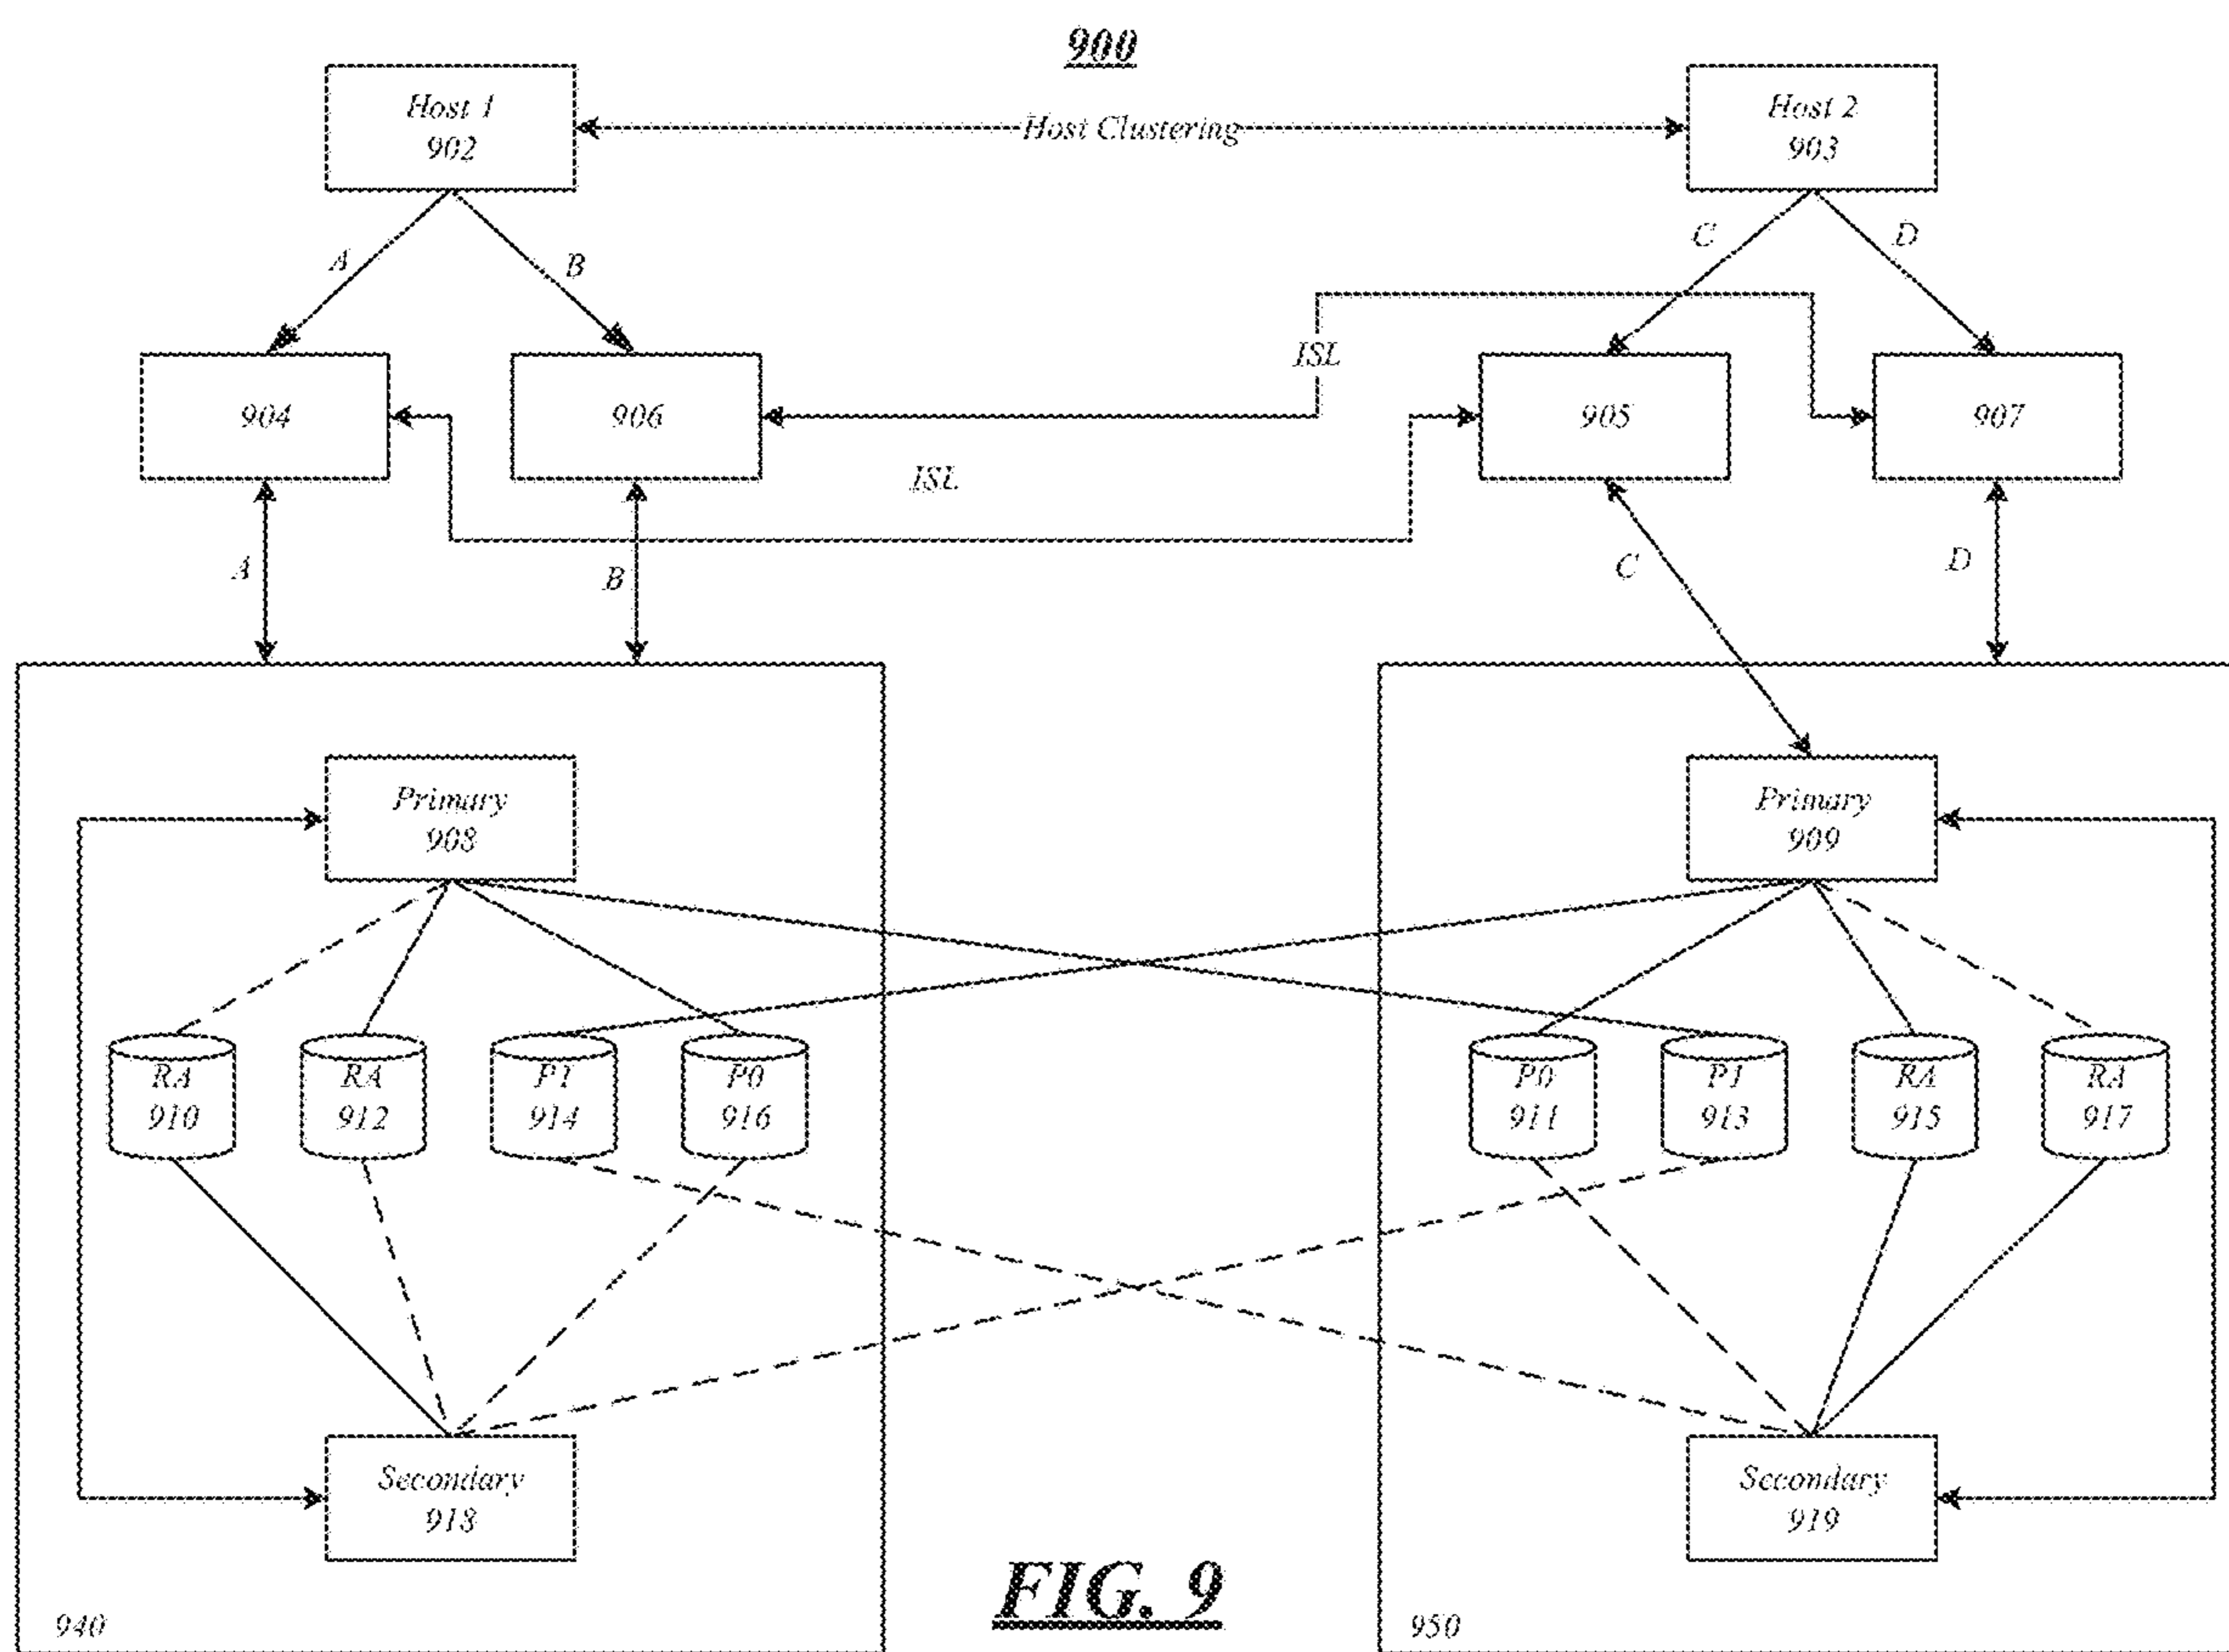 900
Host 1
902
Host Clustering
Host 2
903
A
B
C
D
904
906
ISL
905
907
ISL
A
B
C
D
Primary
908
Primary
909
RA
910
RA
912
P1
914
P0
916
P0
911
P1
913
RA
915
RA
917
Secondary
918
Secondary
919
940
FIG. 9
950